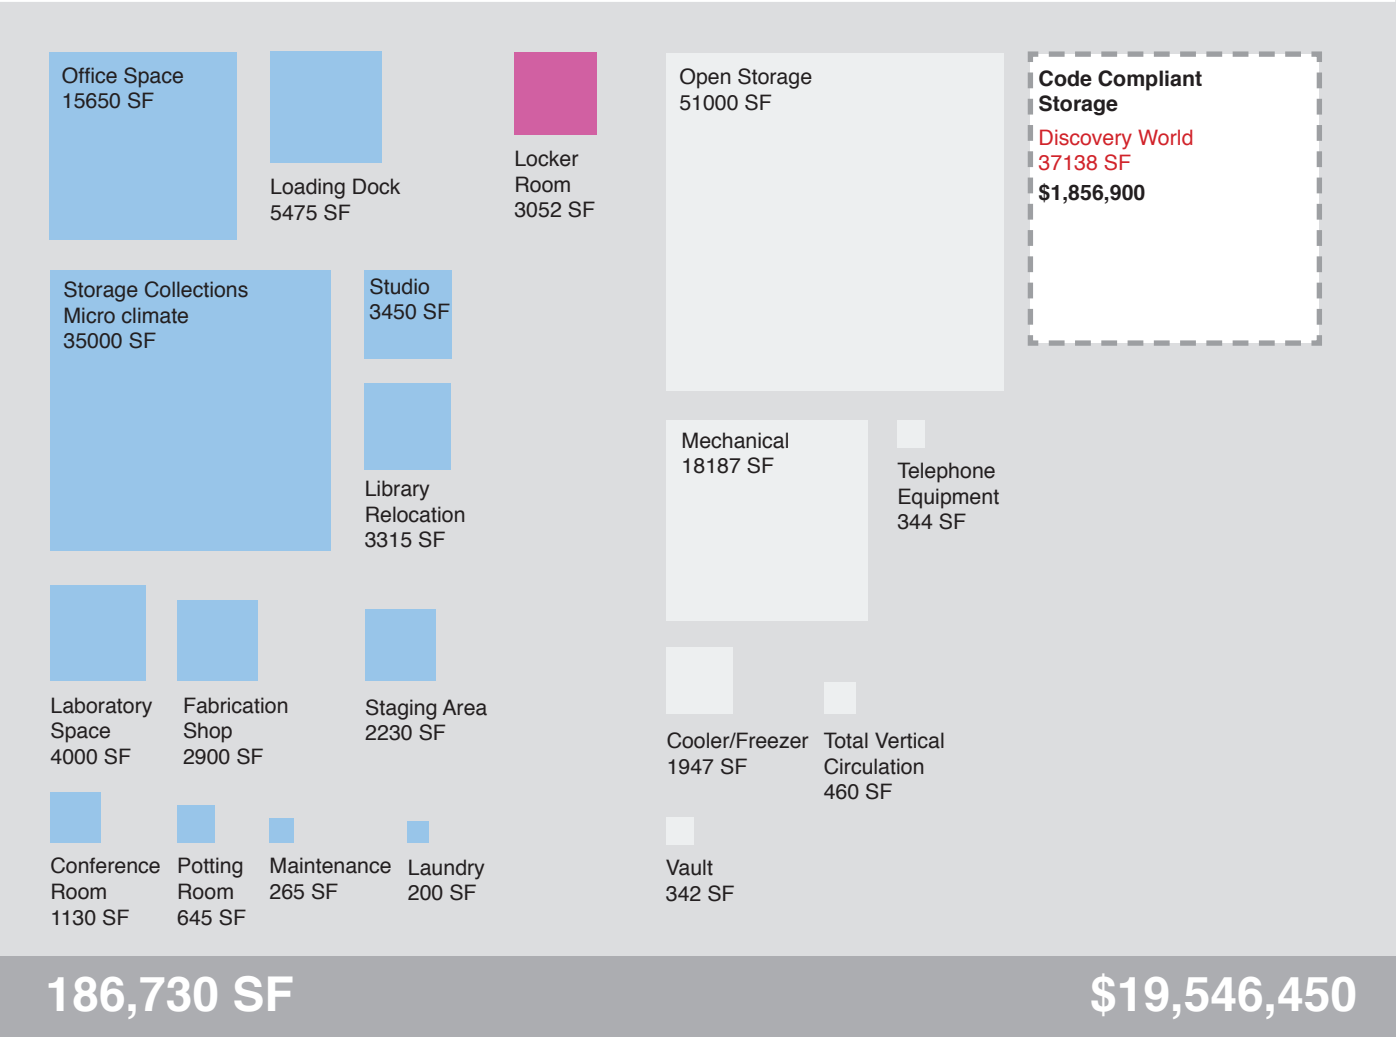 Office Space
15650 SF
Loading Dock
5475 SF
Locker
Room
3052 SF
Open Storage
51000 SF
Code Compliant
Storage
Discovery World
37138 SF
$1,856,900
Storage Collections
Micro climate
35000 SF
Studio
3450 SF
Library
Relocation
3315 SF
Mechanical
18187 SF
Telephone
Equipment
344 SF
Laboratory
Space
4000 SF
Fabrication
Shop
2900 SF
Staging Area
2230 SF
Cooler/Freezer
1947 SF
Total Vertical
Circulation
460 SF
Conference
Room
1130 SF
Potting
Room
645 SF
Maintenance
265 SF
Laundry
200 SF
Vault
342 SF
186,730 SF
$19,546,450